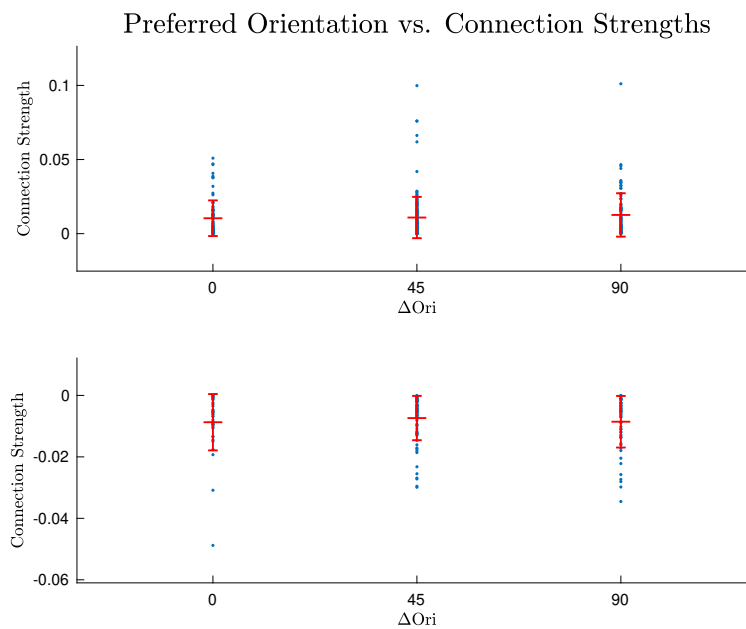 Preferred Orientation vs. Connection Strengths
Connection Strength
0.1
0.05
0
0 45 90
ΔOri
Connection Strength
0
-0.02
-0.04
-0.06
0 45 90
ΔOri